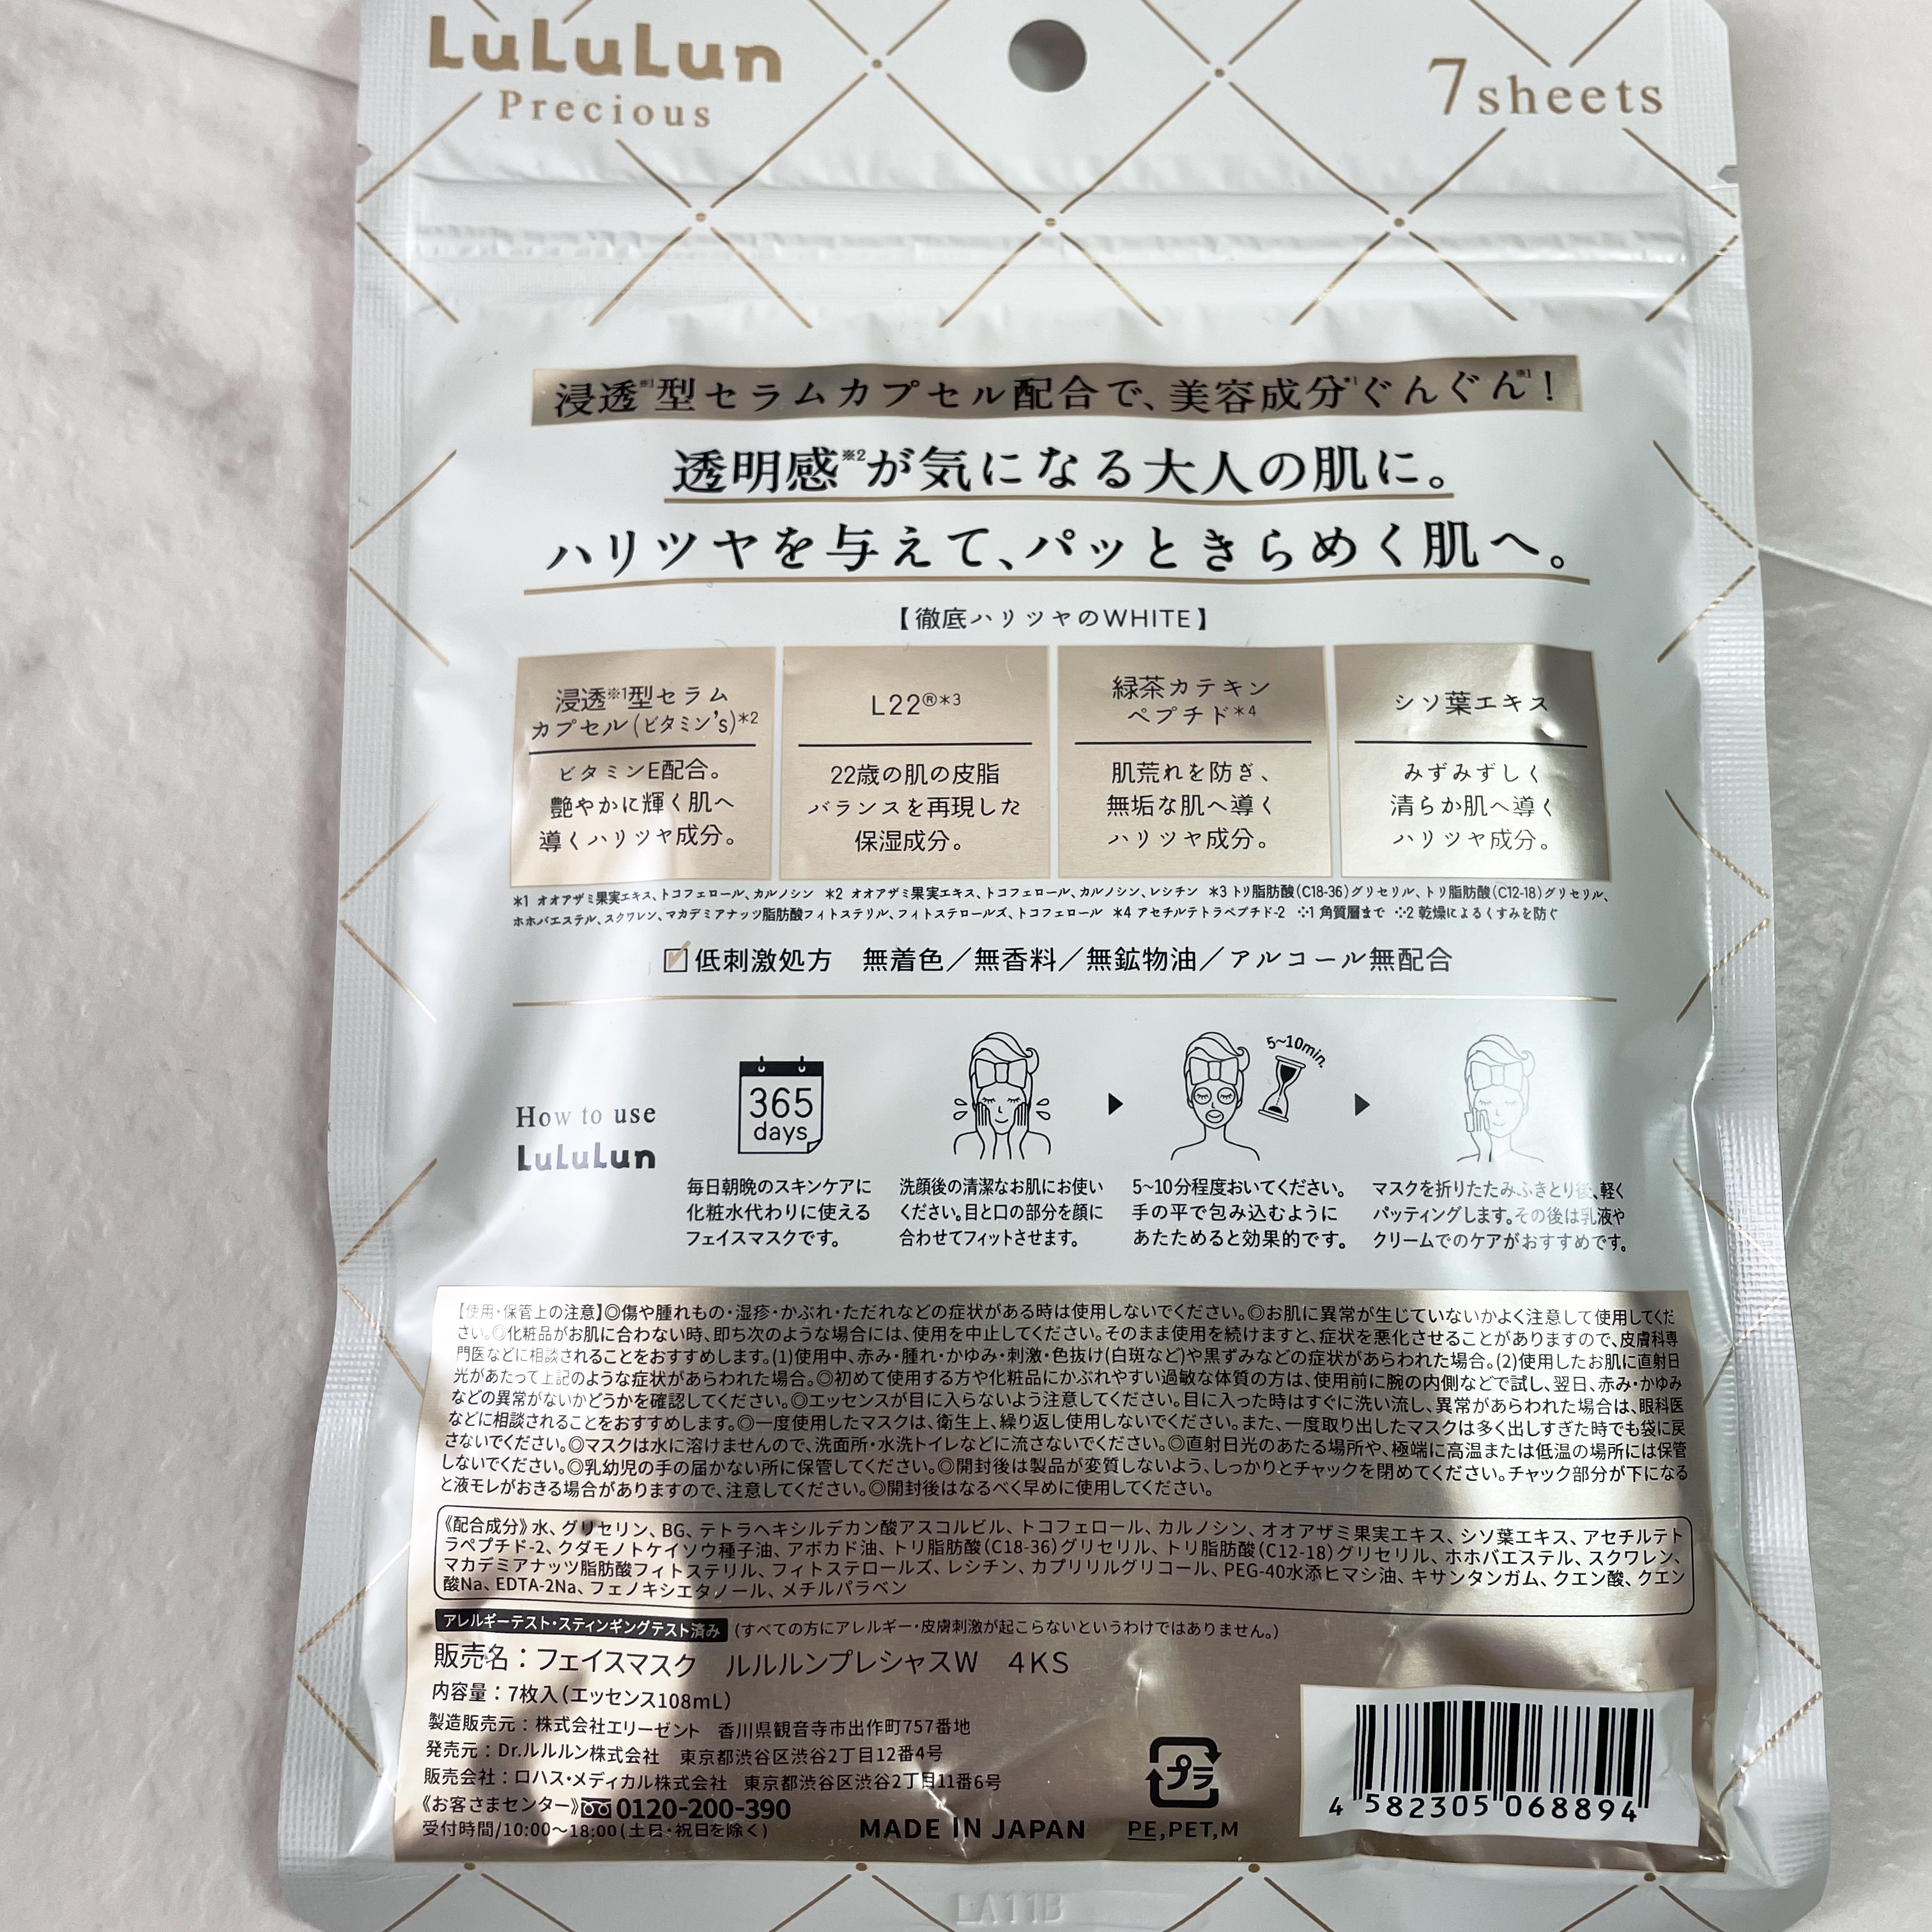 LuLuLun
Precious
7sheets
浸透※1型セラムカプセル配合で、美容成分*1ぐんぐん※1!
透明感※2が気になる大人の肌に。
ハリツヤを与えて、パッときらめく肌へ。
【徹底ハリツヤのWHITE】
浸透※1型セラム
カプセル(ビタミン's)*2
ビタミンE配合。
艶やかに輝く肌へ
導くハリツヤ成分。
L22®*3
22歳の肌の皮脂
バランスを再現した
保湿成分。
緑茶カテキン
ペプチド*4
肌荒れを防ぎ、
無垢な肌へ導く
ハリツヤ成分。
シソ葉エキス
みずみずしく
清らか肌へ導く
ハリツヤ成分。
*1 オオアザミ果実エキス、トコフェロール、カルノシン *2 オオアザミ果実エキス、トコフェロール、カルノシン、レシチン *3 トリ脂肪酸(C18-36)グリセリル、トリ脂肪酸(C12-18)グリセリル、
ホホバエステル、スクワレン、マカデミアナッツ脂肪酸フィトステリル、フィトステロールズ、トコフェロール *4 アセチルテトラペプチド-2 ※1 角質層まで ※2 乾燥によるくすみを防ぐ
低刺激処方 無着色／無香料／無鉱物油／アルコール無配合
How to use
LuLuLun
365
days
毎日朝晩のスキンケアに
化粧水代わりに使える
フェイスマスクです。
洗顔後の清潔なお肌にお使い
ください。目と口の部分を顔に
合わせてフィットさせます。
5~10min.
5~10分程度おいてください。
手の平で包み込むように
あたためると効果的です。
マスクを折りたたみふきとり後、軽く
パッティングします。その後は乳液や
クリームでのケアがおすすめです。
【使用・保管上の注意】◎傷や腫れもの・湿疹・かぶれ・ただれなどの症状がある時は使用しないでください。◎お肌に異常が生じていないかよく注意して使用してくだ
さい。◎化粧品がお肌に合わない時、即ち次のような場合には、使用を中止してください。そのまま使用を続けますと、症状を悪化させることがありますので、皮膚科専
門医などに相談されることをおすすめします。(1)使用中、赤み・腫れ・かゆみ・刺激・色抜け(白斑など)や黒ずみなどの症状があらわれた場合。(2)使用したお肌に直射日
光があたって上記のような症状があらわれた場合。◎初めて使用する方や化粧品にかぶれやすい過敏な体質の方は、使用前に腕の内側などで試し、翌日、赤み・かゆみ
などの異常がないかどうかを確認してください。◎エッセンスが目に入らないよう注意してください。目に入った時はすぐに洗い流し、異常があらわれた場合は、眼科医
などに相談されることをおすすめします。◎一度使用したマスクは、衛生上、繰り返し使用しないでください。また、一度取り出したマスクは多く出しすぎた時でも袋に戻
さないでください。◎マスクは水に溶けませんので、洗面所・水洗トイレなどに流さないでください。◎直射日光のあたる場所や、極端に高温または低温の場所には保管
しないでください。◎乳幼児の手の届かない所に保管してください。◎開封後は製品が変質しないよう、しっかりとチャックを閉めてください。チャック部分が下になる
と液モレがおきる場合がありますので、注意してください。◎開封後はなるべく早めに使用してください。
《配合成分》水、グリセリン、BG、テトラヘキシルデカン酸アスコルビル、トコフェロール、カルノシン、オオアザミ果実エキス、シソ葉エキス、アセチルテト
ラペプチド-2、クダモノトケイソウ種子油、アボカド油、トリ脂肪酸(C18-36)グリセリル、トリ脂肪酸(C12-18)グリセリル、ホホバエステル、スクワレン、
マカデミアナッツ脂肪酸フィトステリル、フィトステロールズ、レシチン、カプリリルグリコール、PEG-40水添ヒマシ油、キサンタンガム、クエン酸、クエン
酸Na、EDTA-2Na、フェノキシエタノール、メチルパラベン
アレルギーテスト・スティンギングテスト済み (すべての方にアレルギー・皮膚刺激が起こらないというわけではありません。)
販売名：フェイスマスク ルルルンプレシャスW 4KS
内容量：7枚入(エッセンス108mL)
製造販売元：株式会社エリーゼント 香川県観音寺市出作町757番地
発売元：Dr.ルルルン株式会社 東京都渋谷区渋谷2丁目12番4号
販売会社：ロハス・メディカル株式会社 東京都渋谷区渋谷2丁目11番6号
《お客さまセンター》0120-200-390
受付時間/10:00～18:00(土日・祝日を除く)
MADE IN JAPAN
プラ
PE,PET,M
4 582305 068894
LA11B